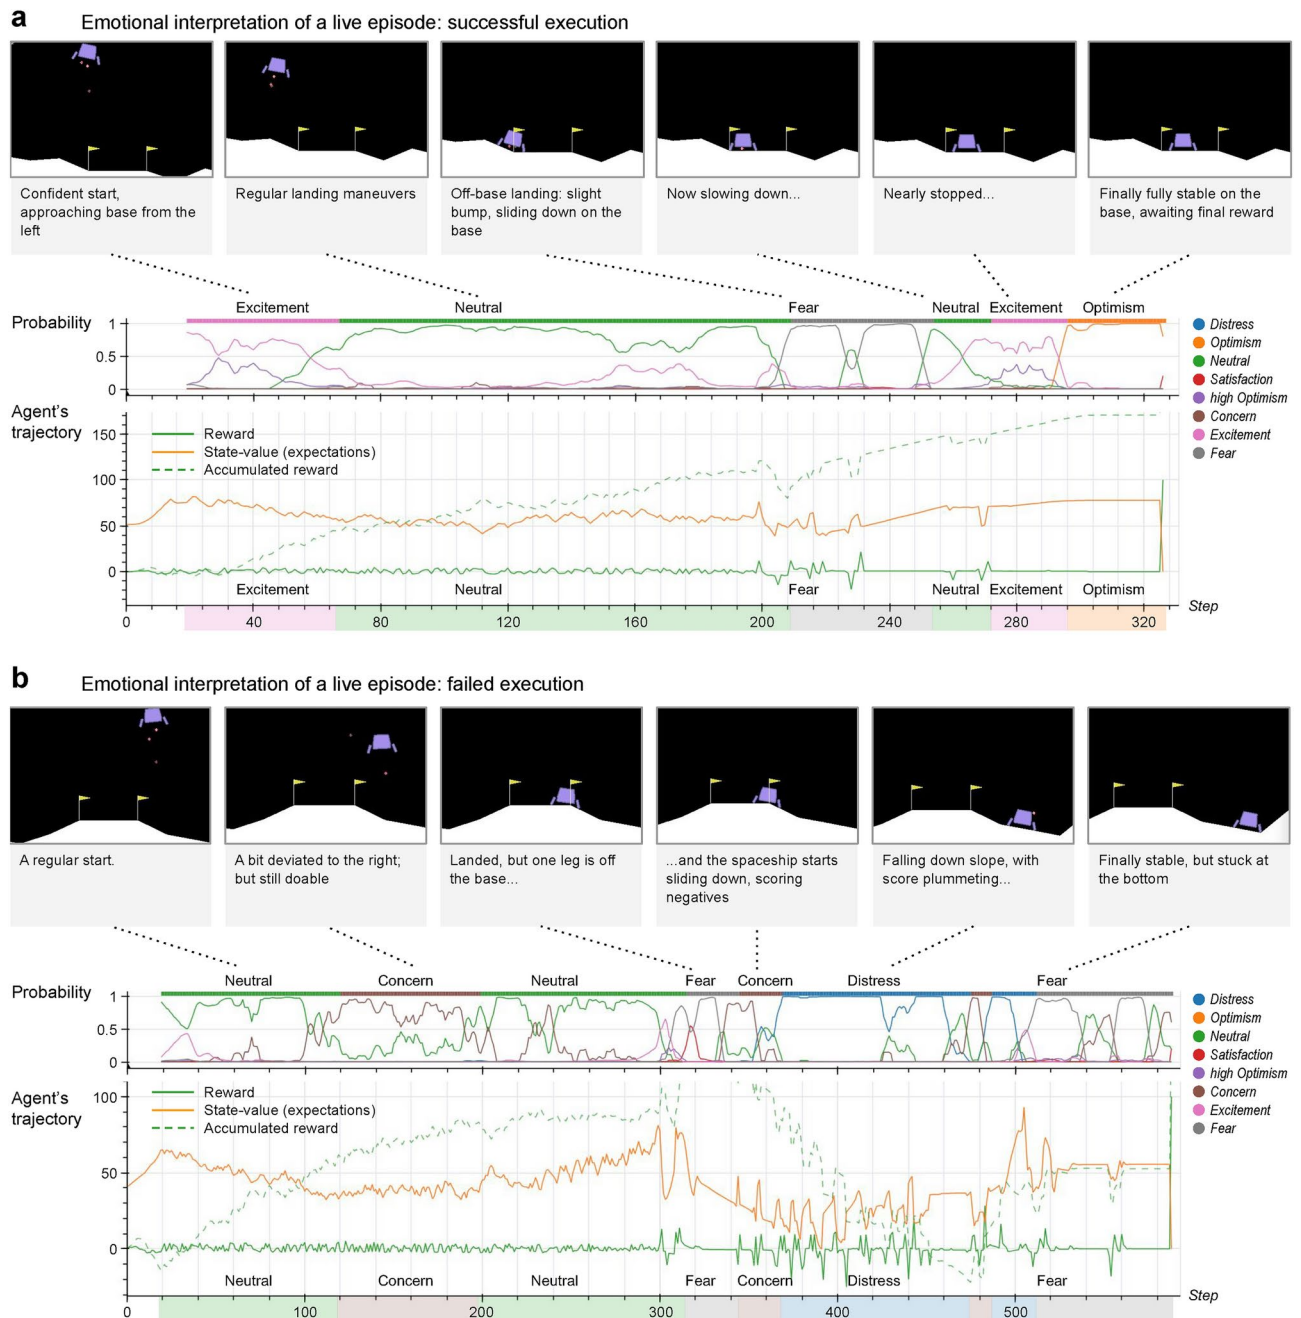 a
Emotional interpretation of a live episode: successful execution
Confident start,
approaching base from the
left
Regular landing maneuvers
Off-base landing: slight
bump, sliding down on the
base
Now slowing down...
Nearly stopped...
Finally fully stable on the
base, awaiting final reward
Excitement
Neutral
Fear
Neutral
Excitement
Optimism
Probability
1
0.5
0
Distress
Optimism
Neutral
Satisfaction
high Optimism
Concern
Excitement
Fear
Agent's
trajectory
150
100
50
0
Reward
State-value (expectations)
Accumulated reward
Excitement
Neutral
Fear
Neutral
Excitement
Optimism
Step
0
40
80
120
160
200
240
280
320
b
Emotional interpretation of a live episode: failed execution
A regular start.
A bit deviated to the right;
but still doable
Landed, but one leg is off
the base...
...and the spaceship starts
sliding down, scoring
negatives
Falling down slope, with
score plummeting...
Finally stable, but stuck at
the bottom
Neutral
Concern
Neutral
Fear
Concern
Distress
Fear
Probability
1
0.5
0
Distress
Optimism
Neutral
Satisfaction
high Optimism
Concern
Excitement
Fear
Agent's
trajectory
100
50
0
Reward
State-value (expectations)
Accumulated reward
Neutral
Concern
Neutral
Fear
Concern
Distress
Fear
Step
0
100
200
300
400
500